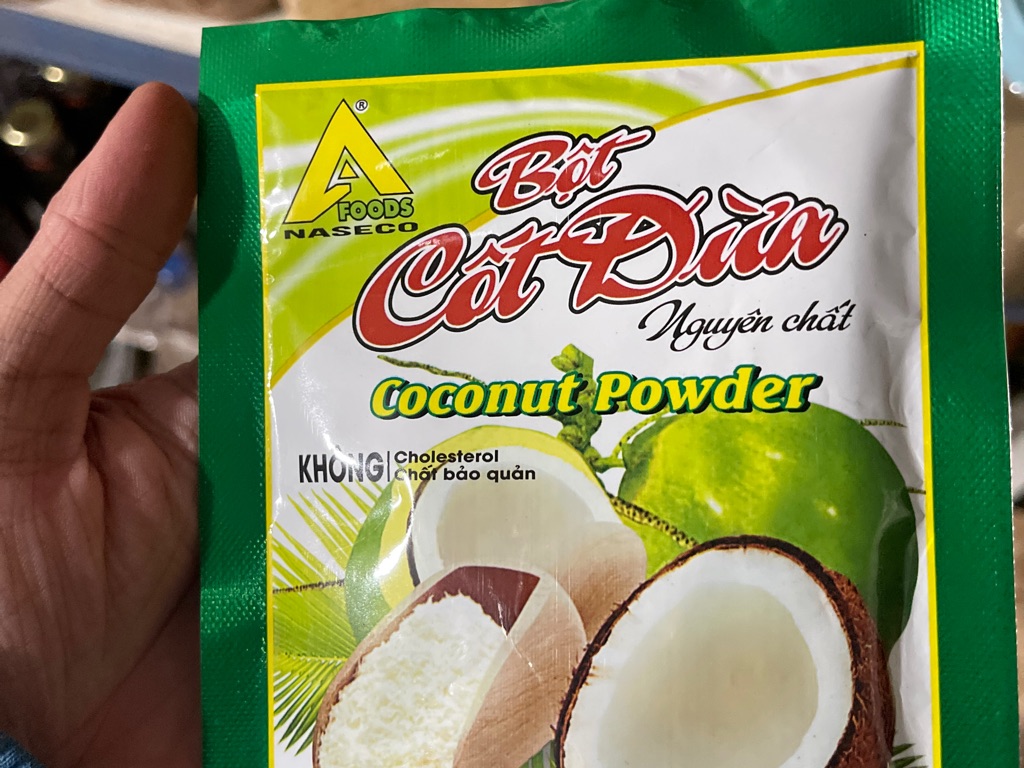 ®
A
FOODS
NASECO
Bột
Cốt Dừa
Nguyên chất
Coconut Powder
KHÔNG
Cholesterol
Chất bảo quản